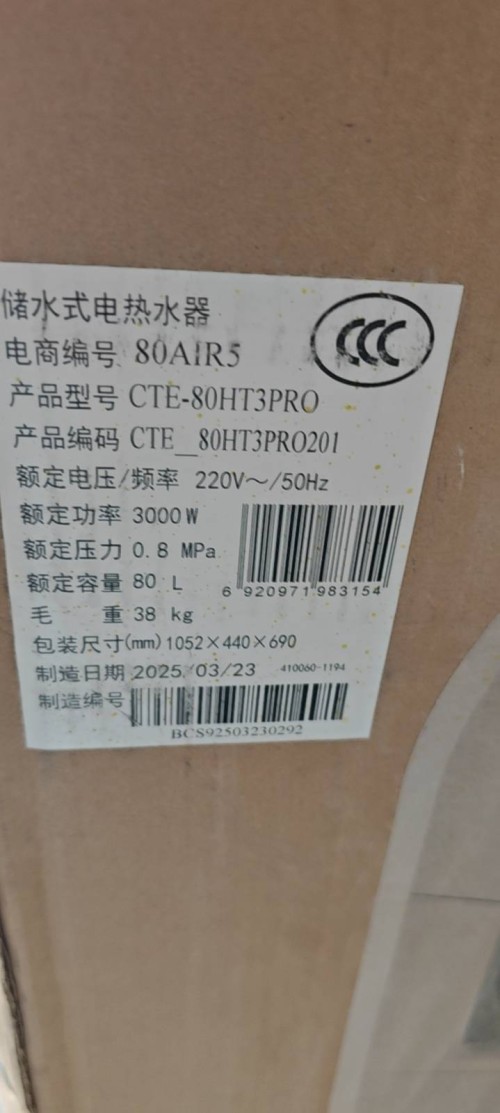 储水式电热水器
CCC
电商编号 80AIR5
产品型号 CTE-80HT3PRO
产品编码 CTE__80HT3PRO201
额定电压/频率 220V～/50Hz
额定功率 3000W
额定压力 0.8 MPa
额定容量 80 L
6 920971 983154
毛 重 38 kg
包装尺寸(mm)1052×440×690
制造日期 2025/03/23 410060-1194
制造编号
BCS92503230292